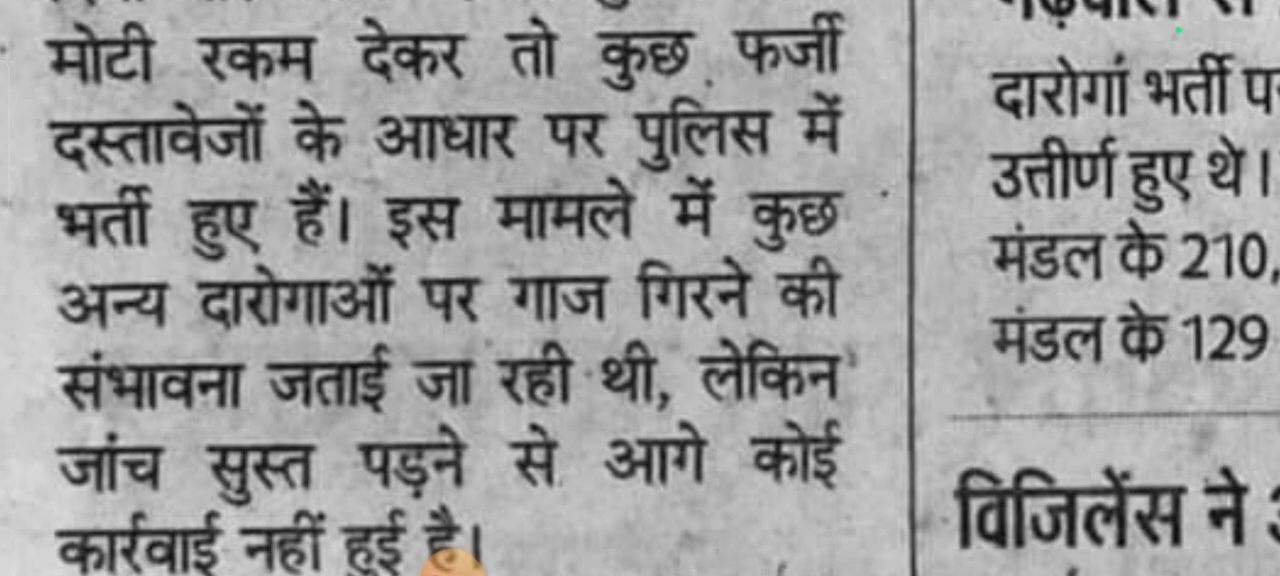 मोटी रकम देकर तो कुछ फर्जी
दस्तावेजों के आधार पर पुलिस में
भर्ती हुए हैं। इस मामले में कुछ
अन्य दारोगाओं पर गाज गिरने की
संभावना जताई जा रही थी, लेकिन
जांच सुस्त पड़ने से आगे कोई
कार्रवाई नहीं हुई है।
दारोगां भर्ती
उत्तीर्ण हुए थे।
मंडल के 210,
मंडल के 129
विजिलेंस ने